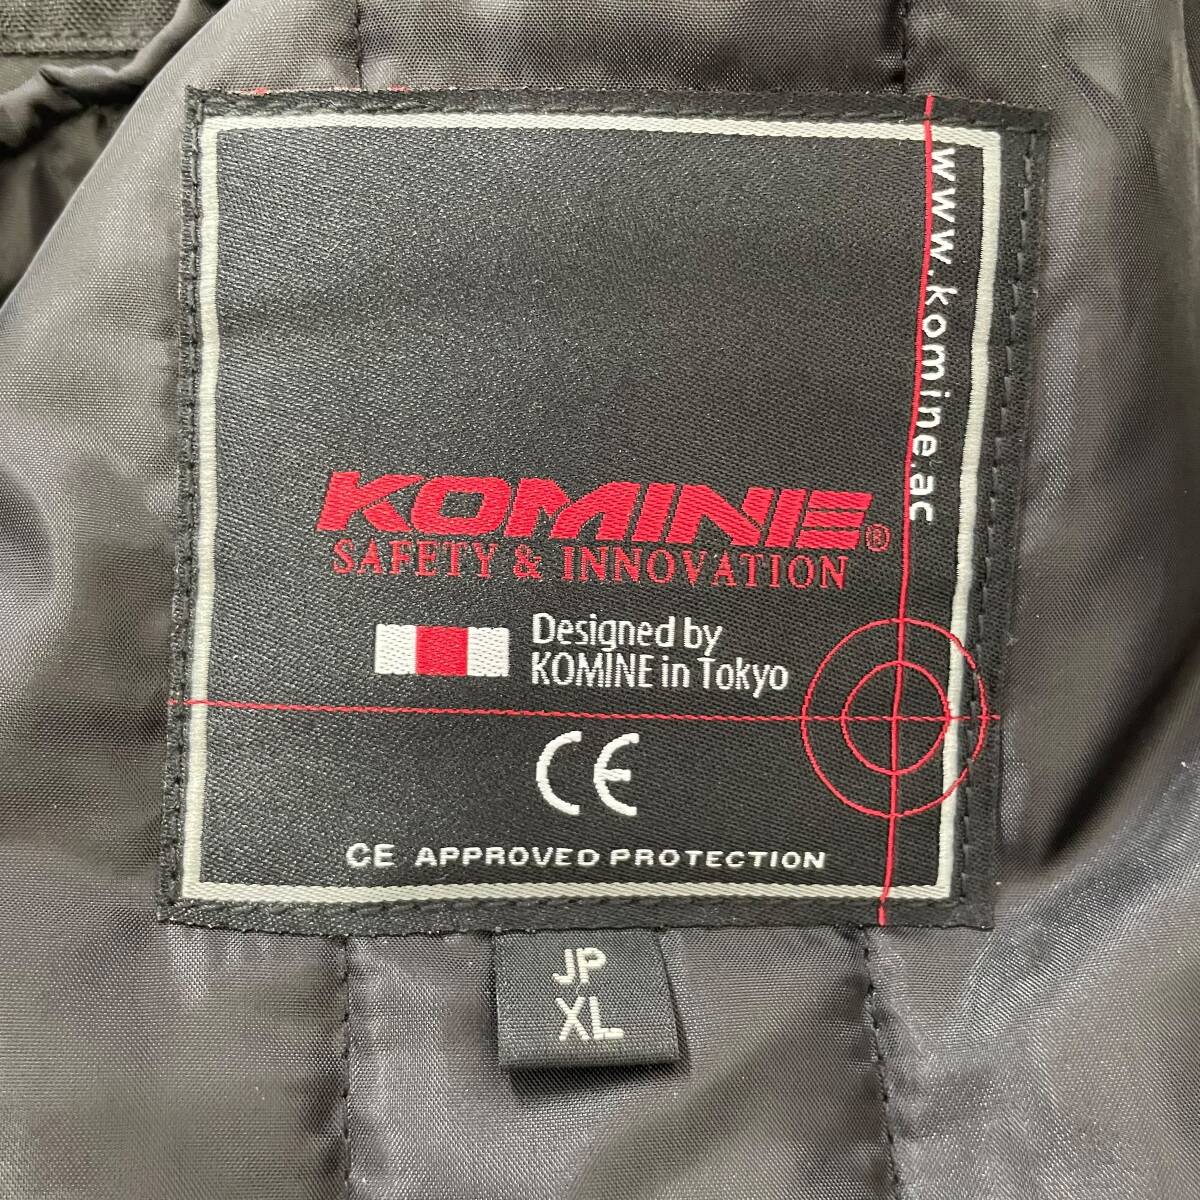 www.komine.ac
KOMINE®
SAFETY & INNOVATION
Designed by
KOMINE in Tokyo
CE
CE APPROVED PROTECTION
JP
XL